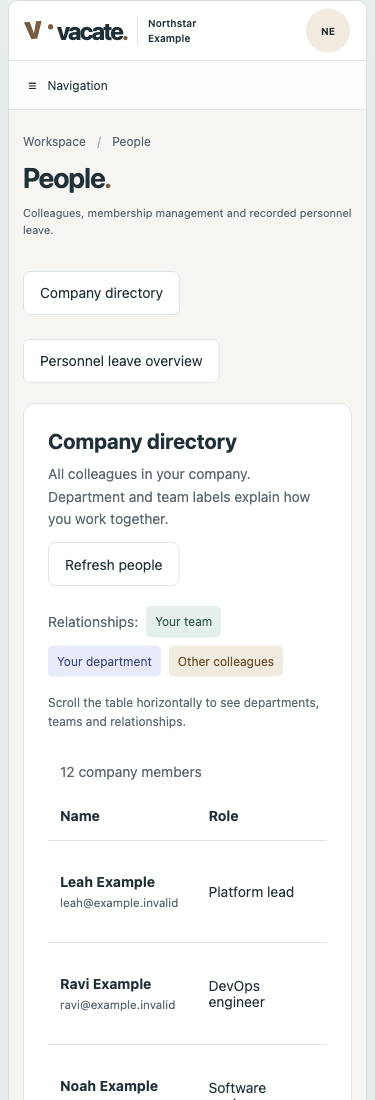 vacate.
Northstar
Example
NE
≡ Navigation
Workspace / People
People.
Colleagues, membership management and recorded personnel
leave.
Company directory
Personnel leave overview
Company directory
All colleagues in your company.
Department and team labels explain how
you work together.
Refresh people
Relationships: Your team
Your department Other colleagues
Scroll the table horizontally to see departments,
teams and relationships.
12 company members
Name Role
Leah Example
leah@example.invalid
Platform lead
Ravi Example
ravi@example.invalid
DevOps
engineer
Noah Example
Software